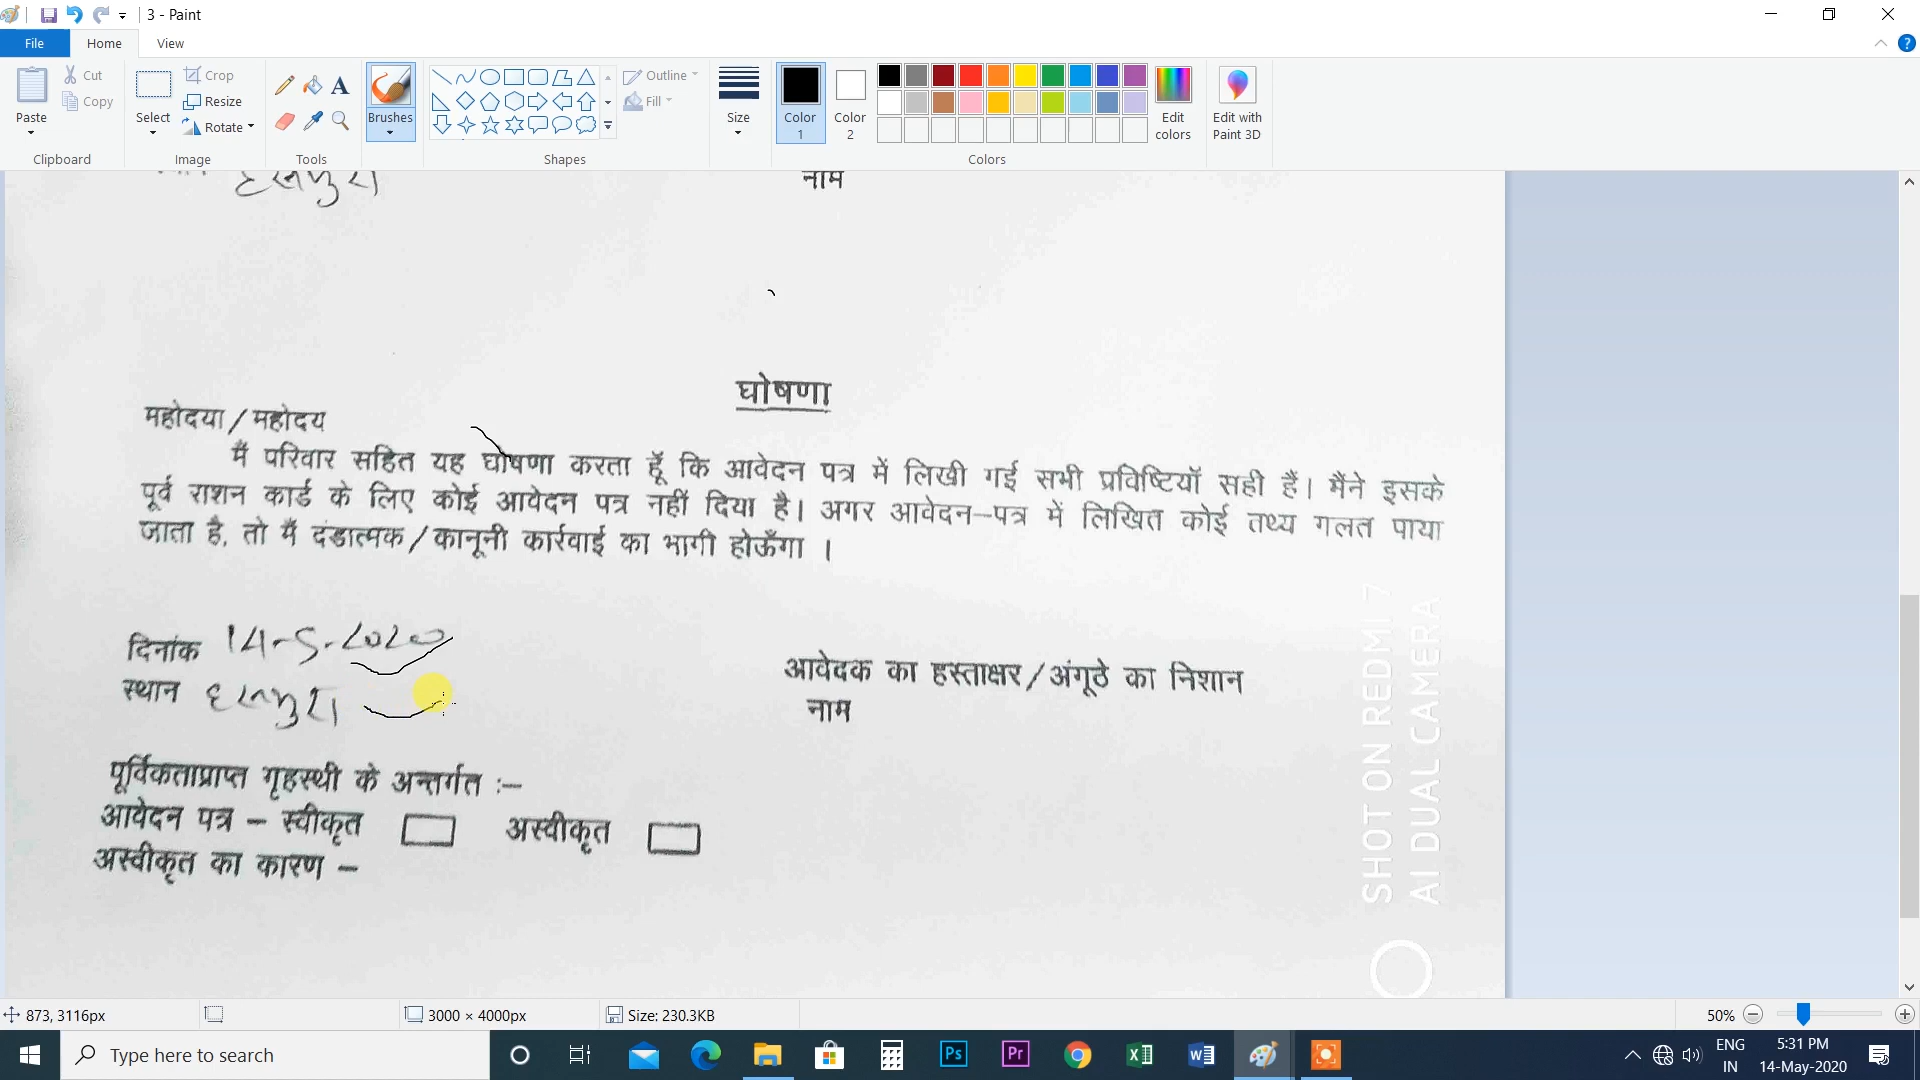 3 - Paint
File Home View
Paste Cut Copy Select Crop Resize Rotate Brushes Outline Fill Size Color 1 Color 2 Edit colors Edit with Paint 3D
Clipboard Image Tools Shapes Colors
नाम
घोषणा
महोदया/महोदय
मैं परिवार सहित यह घोषणा करता हूँ कि आवेदन पत्र में लिखी गई सभी प्रविष्टियाँ सही हैं। मैंने इसके
पूर्व राशन कार्ड के लिए कोई आवेदन पत्र नहीं दिया है। अगर आवेदन–पत्र में लिखित कोई तथ्य गलत पाया
जाता है, तो मैं दंडात्मक/कानूनी कार्रवाई का भागी होऊँगा ।
दिनांक 14-5-2020
आवेदक का हस्ताक्षर/अंगूठे का निशान
स्थान
नाम
पूर्विकताप्राप्त गृहस्थी के अन्तर्गत :–
आवेदन पत्र – स्वीकृत अस्वीकृत
अस्वीकृत का कारण –
SHOT ON REDMI 7
AI DUAL CAMERA
873, 3116px 3000 × 4000px Size: 230.3KB 50%
Type here to search
Ps Pr
ENG IN
5:31 PM
14-May-2020